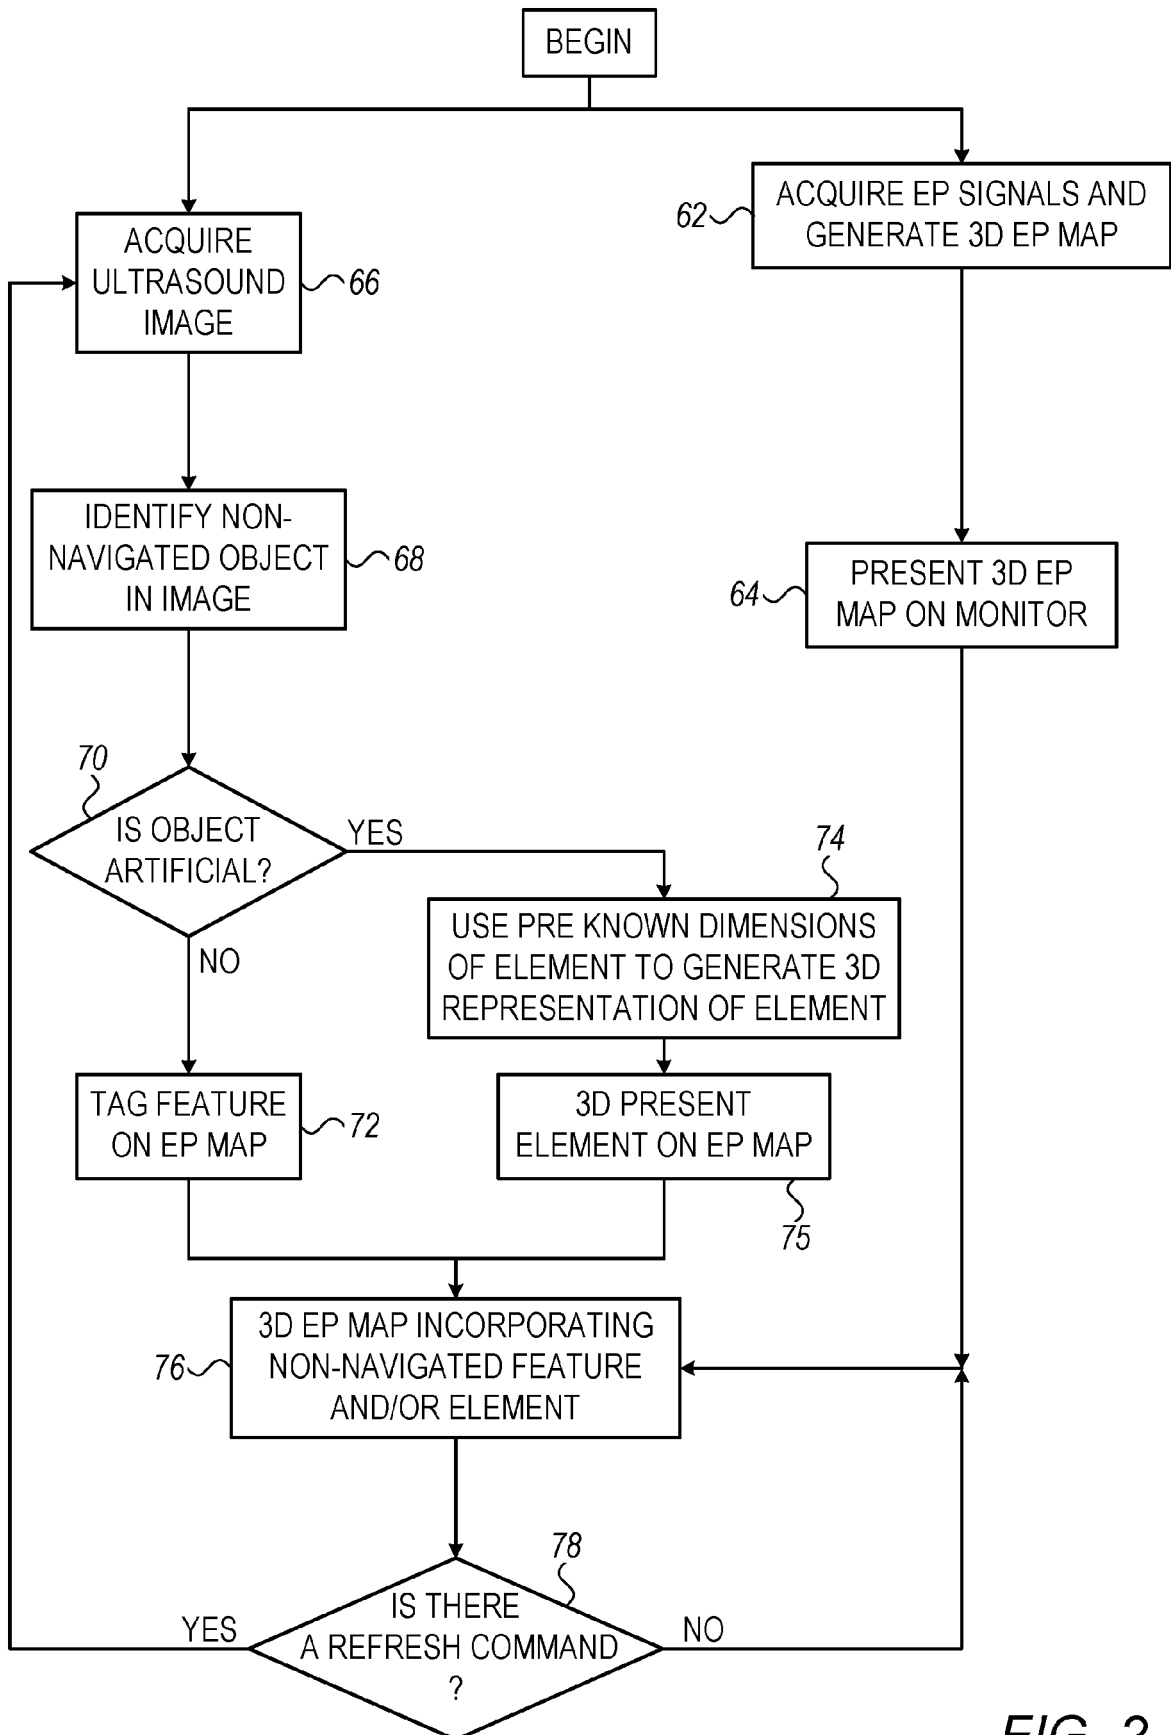 BEGIN
ACQUIRE EP SIGNALS AND
GENERATE 3D EP MAP
62
ACQUIRE
ULTRASOUND
IMAGE
66
IDENTIFY NON-
NAVIGATED OBJECT
IN IMAGE
68
PRESENT 3D EP
MAP ON MONITOR
64
70
IS OBJECT
ARTIFICIAL?
YES
NO
74
USE PRE KNOWN DIMENSIONS
OF ELEMENT TO GENERATE 3D
REPRESENTATION OF ELEMENT
TAG FEATURE
ON EP MAP
72
3D PRESENT
ELEMENT ON EP MAP
75
3D EP MAP INCORPORATING
NON-NAVIGATED FEATURE
AND/OR ELEMENT
76
78
IS THERE
A REFRESH COMMAND
?
YES
NO
FIG. 2